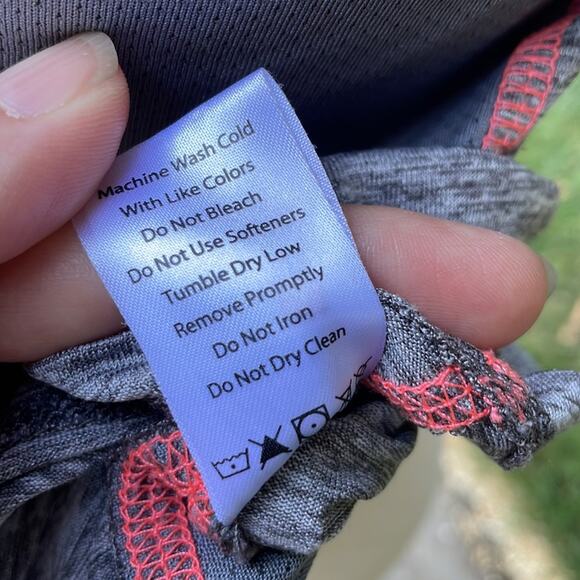 Machine Wash Cold
With Like Colors
Do Not Bleach
Do Not Use Softeners
Tumble Dry Low
Remove Promptly
Do Not Iron
Do Not Dry Clean